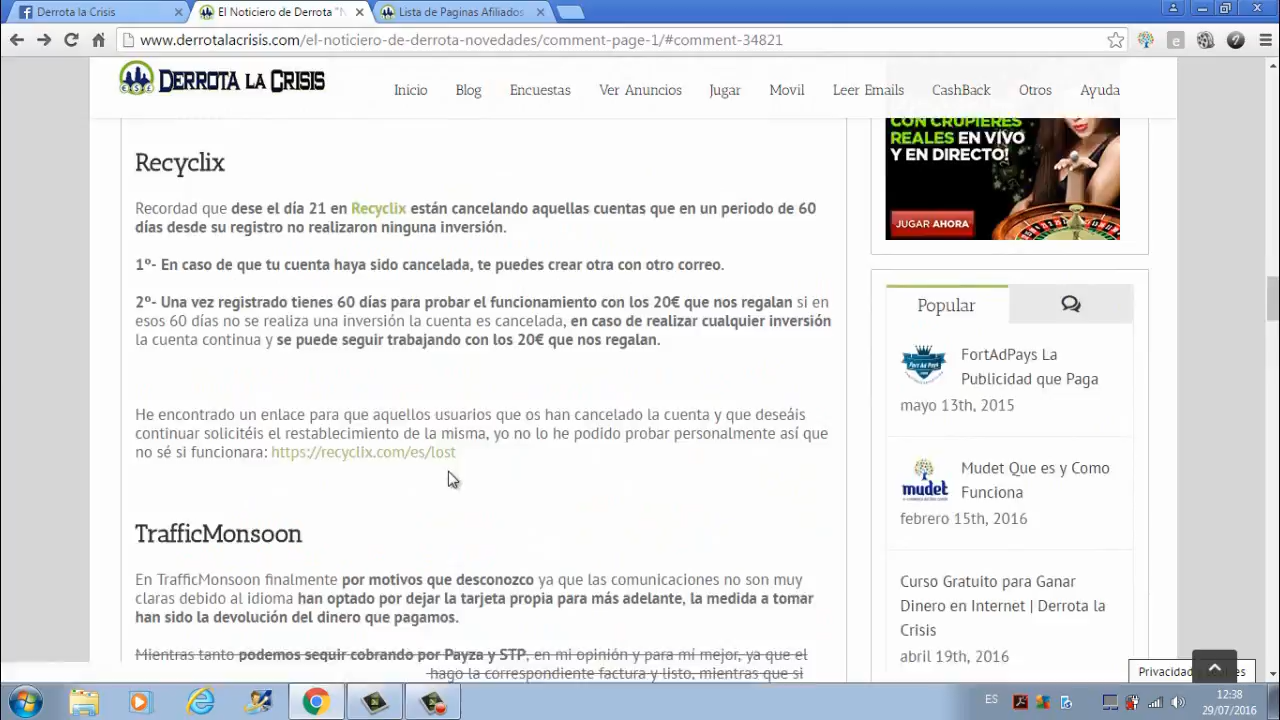 Derrota la Crisis
El Noticiero de Derrota "N
Lista de Paginas Afiliados
www.derrotalacrisis.com/el-noticiero-de-derrota-novedades/comment-page-1/#comment-34821
DERROTA LA CRISIS
Inicio Blog Encuestas Ver Anuncios Jugar Movil Leer Emails CashBack Otros Ayuda
Recyclix
Recordad que dese el día 21 en Recyclix están cancelando aquellas cuentas que en un periodo de 60
días desde su registro no realizaron ninguna inversión.
1º- En caso de que tu cuenta haya sido cancelada, te puedes crear otra con otro correo.
2º- Una vez registrado tienes 60 días para probar el funcionamiento con los 20€ que nos regalan si en
esos 60 días no se realiza una inversión la cuenta es cancelada, en caso de realizar cualquier inversión
la cuenta continua y se puede seguir trabajando con los 20€ que nos regalan.
He encontrado un enlace para que aquellos usuarios que os han cancelado la cuenta y que deseáis
continuar solicitéis el restablecimiento de la misma, yo no lo he podido probar personalmente así que
no sé si funcionara: https://recyclix.com/es/lost
TrafficMonsoon
En TrafficMonsoon finalmente por motivos que desconozco ya que las comunicaciones no son muy
claras debido al idioma han optado por dejar la tarjeta propia para más adelante, la medida a tomar
han sido la devolución del dinero que pagamos.
Mientras tanto podemos seguir cobrando por Payza y STP, en mi opinión y para mí mejor, ya que el
hago la correspondiente factura y listo, mientras que si
CON CRUPIERES
REALES EN VIVO
Y EN DIRECTO!
JUGAR AHORA
Popular
FortAdPays La
Publicidad que Paga
mayo 13th, 2015
mudet
Mudet Que es y Como
Funciona
febrero 15th, 2016
Curso Gratuito para Ganar
Dinero en Internet | Derrota la
Crisis
abril 19th, 2016
ES
12:38
29/07/2016